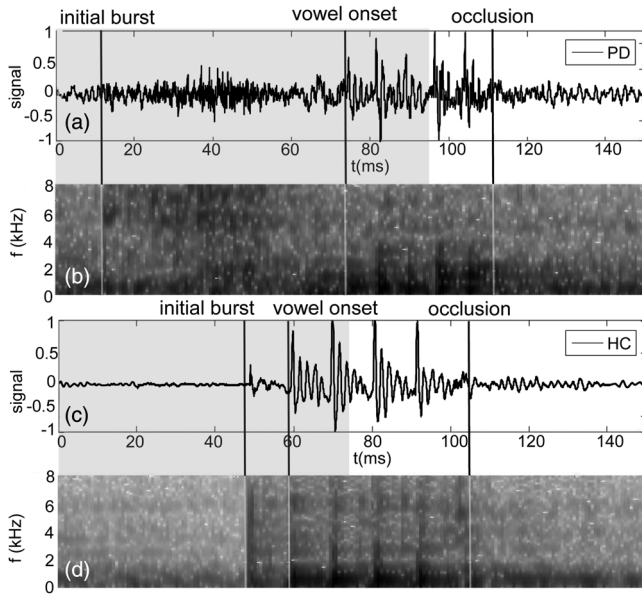 initial burst vowel onset occlusion
1
0.5
0
-0.5
-1
signal
PD
(a)
0 20 40 60 80 100 120 140
t(ms)
8
6
4
2
0
f (kHz)
(b)
initial burst vowel onset occlusion
1
0.5
0
-0.5
-1
signal
HC
(c)
0 20 40 60 80 100 120 140
t(ms)
8
6
4
2
0
f (kHz)
(d)